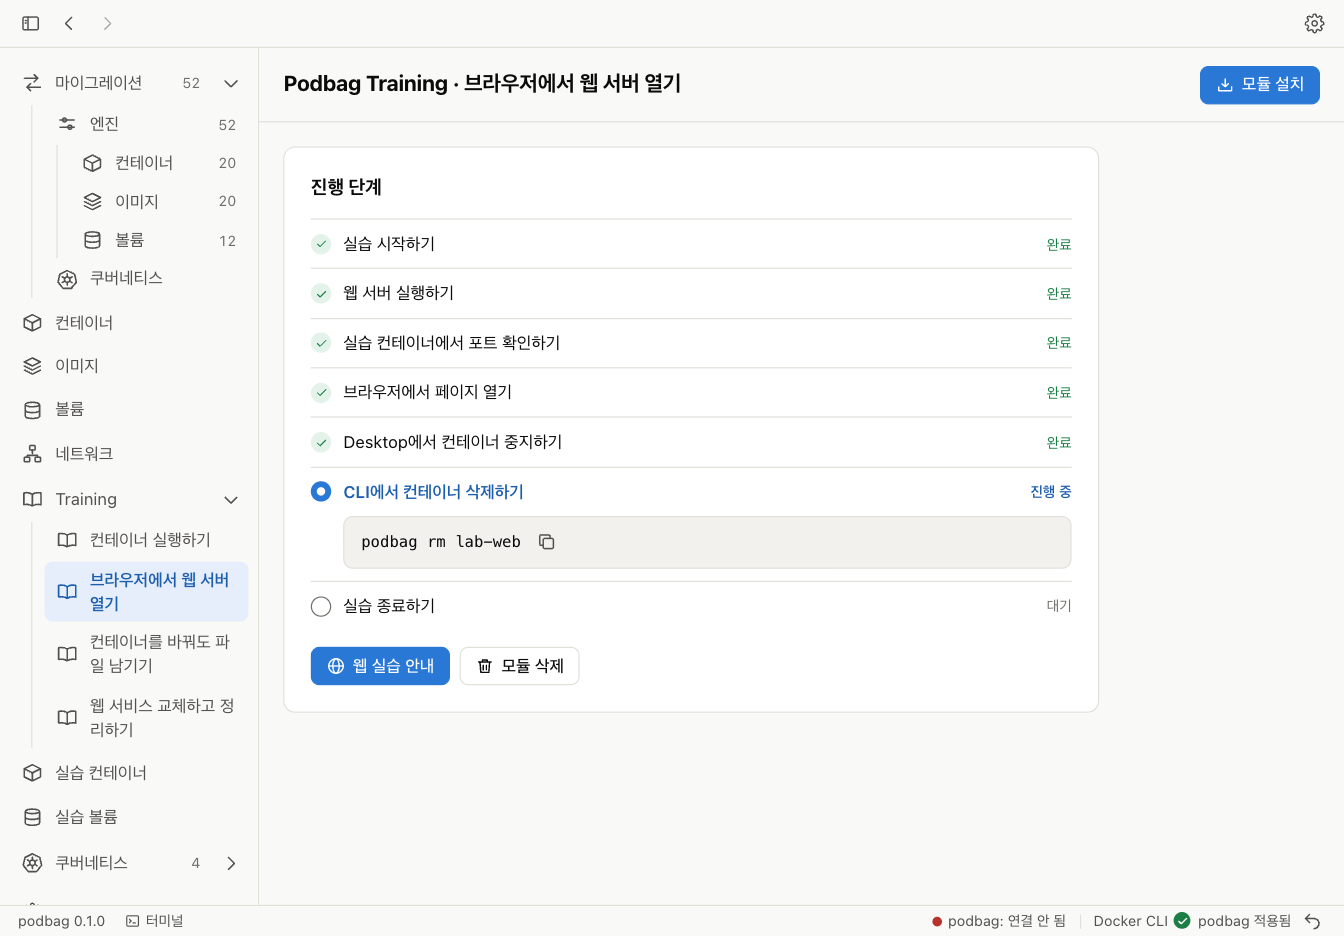 마이그레이션 52
엔진 52
컨테이너 20
이미지 20
볼륨 12
쿠버네티스
컨테이너
이미지
볼륨
네트워크
Training
컨테이너 실행하기
브라우저에서 웹 서버
열기
컨테이너를 바꿔도 파
일 남기기
웹 서비스 교체하고 정
리하기
실습 컨테이너
실습 볼륨
쿠버네티스 4
Podbag Training · 브라우저에서 웹 서버 열기
모듈 설치
진행 단계
실습 시작하기 완료
웹 서버 실행하기 완료
실습 컨테이너에서 포트 확인하기 완료
브라우저에서 페이지 열기 완료
Desktop에서 컨테이너 중지하기 완료
CLI에서 컨테이너 삭제하기 진행 중
podbag rm lab-web
실습 종료하기 대기
웹 실습 안내 모듈 삭제
podbag 0.1.0 터미널 podbag: 연결 안 됨 Docker CLI podbag 적용됨